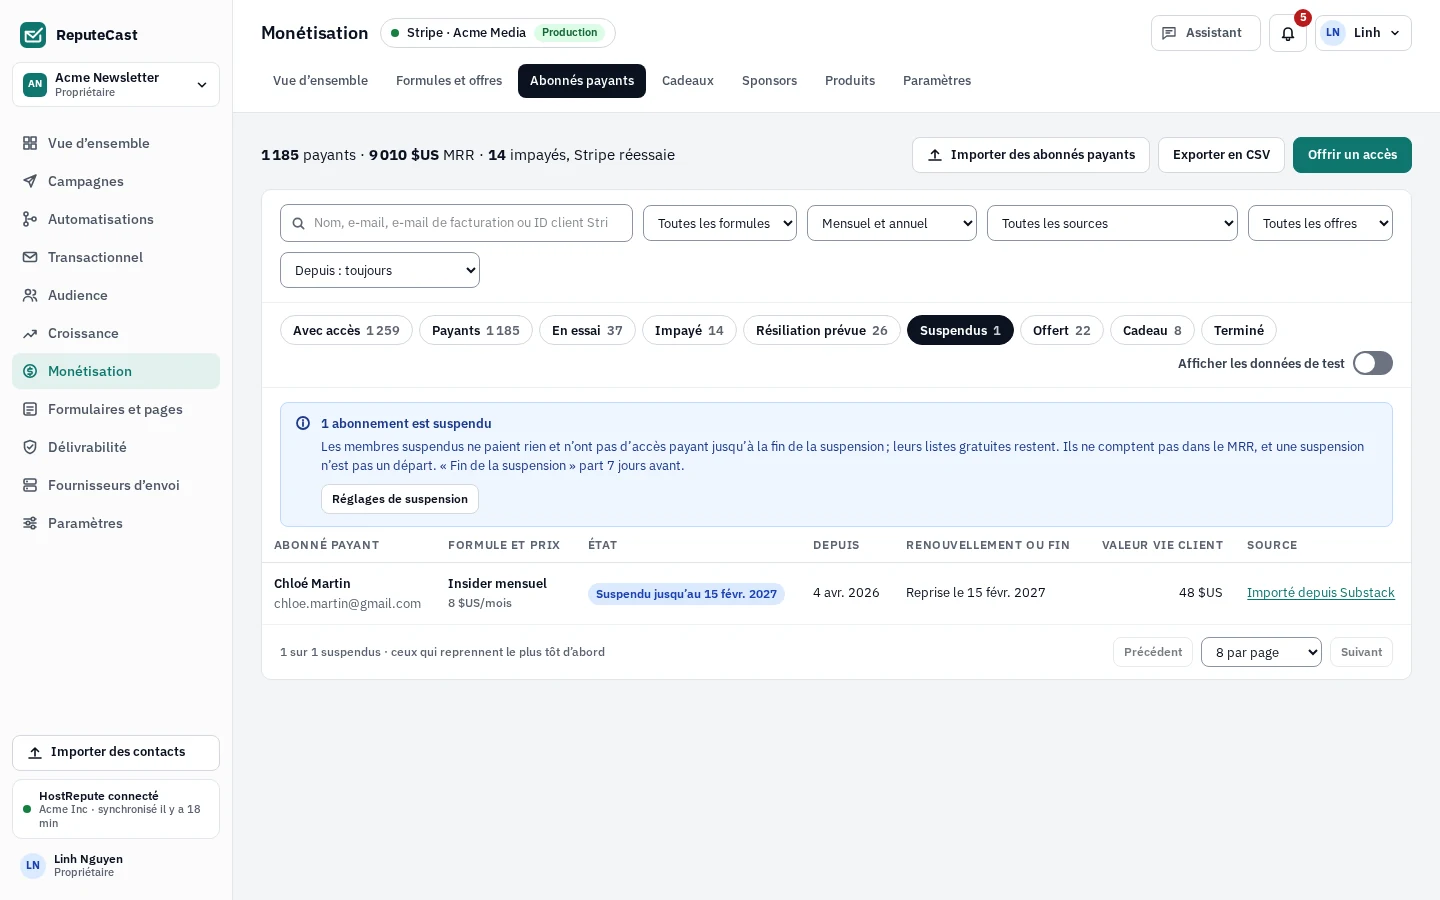 ReputeCast
AN
Acme Newsletter
Propriétaire
Vue d’ensemble
Campagnes
Automatisations
Transactionnel
Audience
Croissance
Monétisation
Formulaires et pages
Délivrabilité
Fournisseurs d’envoi
Paramètres
Importer des contacts
HostRepute connecté
Acme Inc · synchronisé il y a 18
min
LN
Linh Nguyen
Propriétaire
Monétisation
Stripe · Acme Media Production
Assistant
5
LN Linh
Vue d’ensemble Formules et offres Abonnés payants Cadeaux Sponsors Produits Paramètres
1 185 payants · 9 010 $US MRR · 14 impayés, Stripe réessaie
Importer des abonnés payants Exporter en CSV Offrir un accès
Nom, e-mail, e-mail de facturation ou ID client Stri
Toutes les formules Mensuel et annuel Toutes les sources Toutes les offres
Depuis : toujours
Avec accès 1 259 Payants 1 185 En essai 37 Impayé 14 Résiliation prévue 26 Suspendus 1 Offert 22 Cadeau 8 Terminé
Afficher les données de test
1 abonnement est suspendu
Les membres suspendus ne paient rien et n’ont pas d’accès payant jusqu’à la fin de la suspension ; leurs listes gratuites restent. Ils ne comptent pas dans le MRR, et une suspension
n’est pas un départ. « Fin de la suspension » part 7 jours avant.
Réglages de suspension
ABONNÉ PAYANT FORMULE ET PRIX ÉTAT DEPUIS RENOUVELLEMENT OU FIN VALEUR VIE CLIENT SOURCE
Chloé Martin
chloe.martin@gmail.com
Insider mensuel
8 $US/mois
Suspendu jusqu’au 15 févr. 2027
4 avr. 2026
Reprise le 15 févr. 2027
48 $US
Importé depuis Substack
1 sur 1 suspendus · ceux qui reprennent le plus tôt d’abord
Précédent 8 par page Suivant